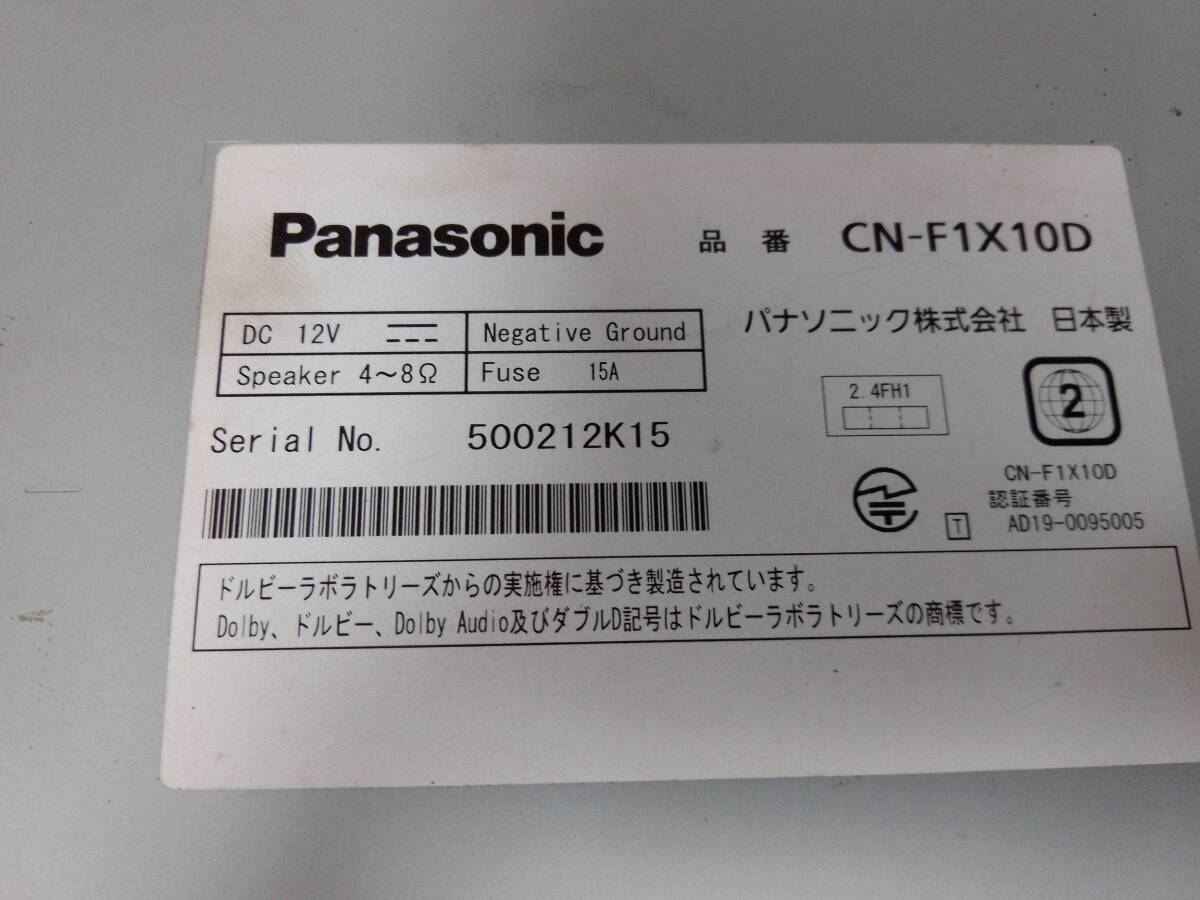 Panasonic 品番 CN-F1X10D
DC 12V Negative Ground
Speaker 4～8Ω Fuse 15A
パナソニック株式会社 日本製
2.4FH1
2
Serial No. 500212K15
CN-F1X10D
認証番号
T AD19-0095005
ドルビーラボラトリーズからの実施権に基づき製造されています。
Dolby、ドルビー、Dolby Audio及びダブルD記号はドルビーラボラトリーズの商標です。